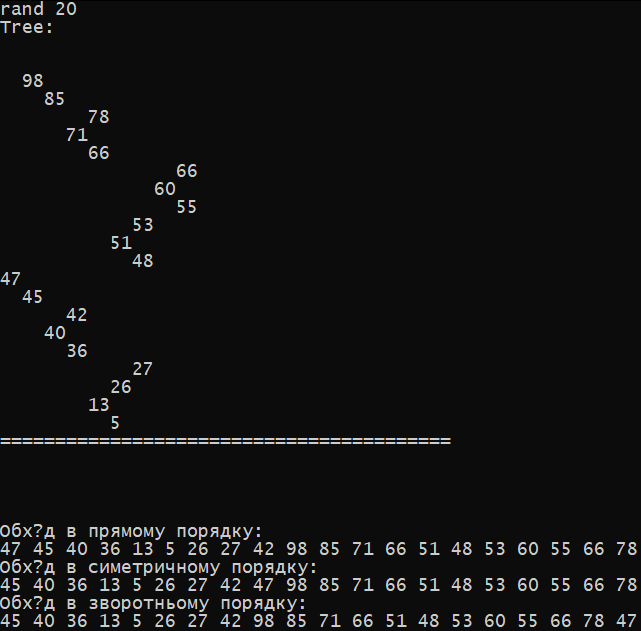 rand 20
Tree:
98
85
78
71
66
66
60
55
53
51
48
47
45
42
40
36
27
26
13
5
=========================================
Обх?д в прямому порядку:
47 45 40 36 13 5 26 27 42 98 85 71 66 51 48 53 60 55 66 78
Обх?д в симетричному порядку:
45 40 36 13 5 26 27 42 47 98 85 71 66 51 48 53 60 55 66 78
Обх?д в зворотньому порядку:
45 40 36 13 5 26 27 42 98 85 71 66 51 48 53 60 55 66 78 47